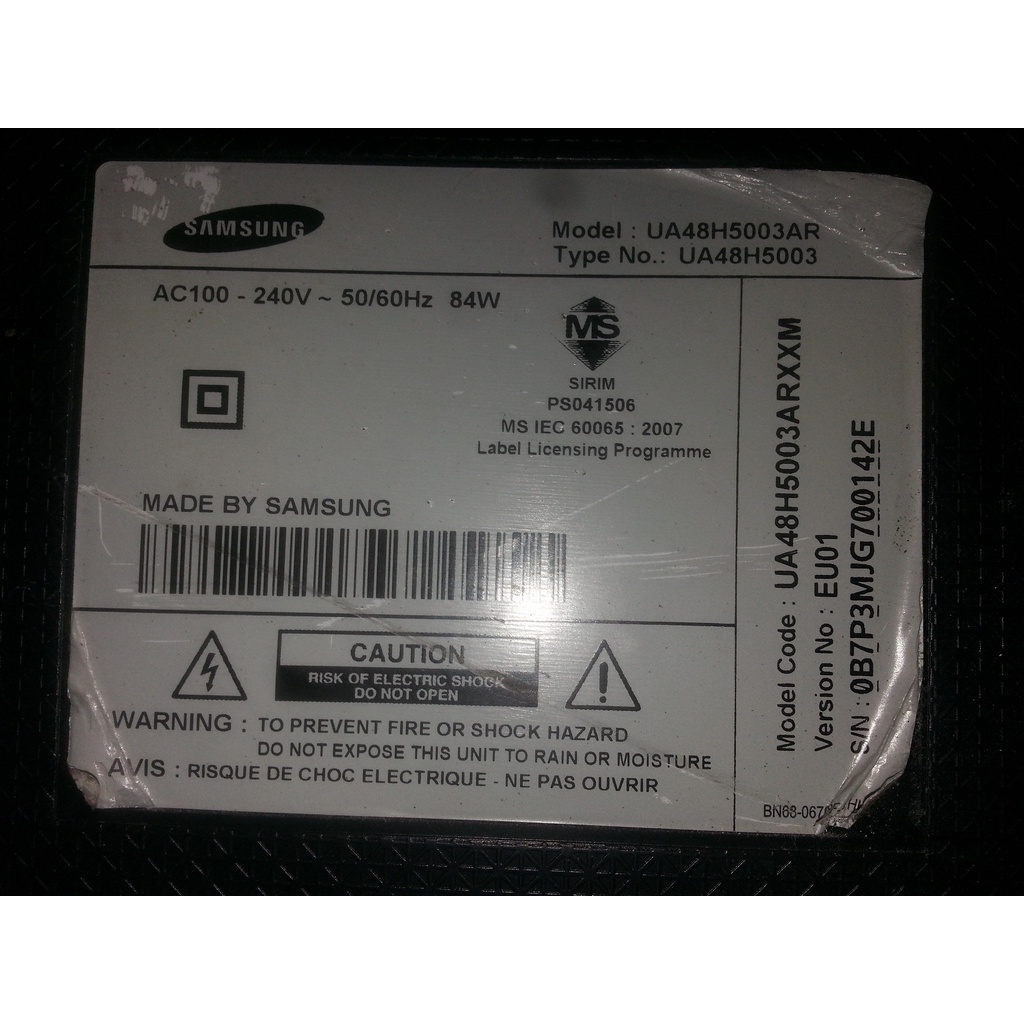 SAMSUNG
Model : UA48H5003AR
Type No.: UA48H5003
AC100 - 240V ~ 50/60Hz 84W
MS
SIRIM
PS041506
MS IEC 60065 : 2007
Label Licensing Programme
MADE BY SAMSUNG
CAUTION
RISK OF ELECTRIC SHOCK
DO NOT OPEN
WARNING : TO PREVENT FIRE OR SHOCK HAZARD
DO NOT EXPOSE THIS UNIT TO RAIN OR MOISTURE
AVIS : RISQUE DE CHOC ELECTRIQUE - NE PAS OUVRIR
Model Code : UA48H5003ARXXM
Version No : EU01
S/N : 0B7P3MJG700142E